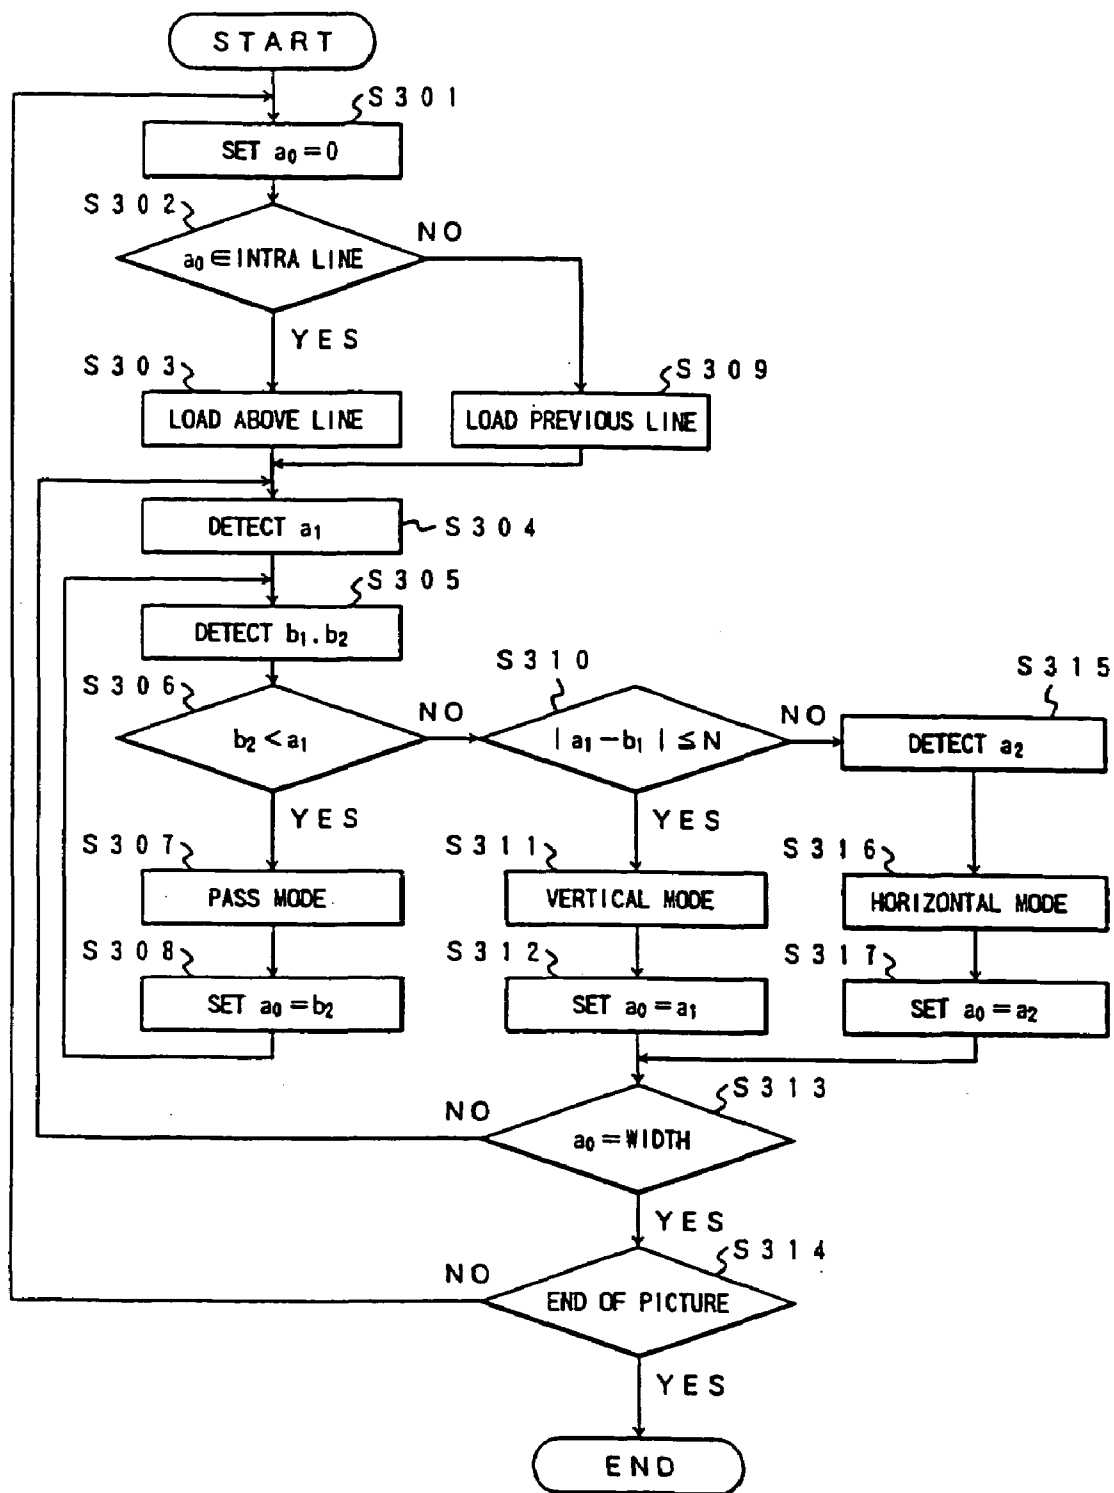 START
S301
SET a₀=0
S302
a₀∈INTRA LINE
NO
YES
S303
S309
LOAD ABOVE LINE
LOAD PREVIOUS LINE
DETECT a₁
S304
S305
DETECT b₁.b₂
S306
b₂<a₁
NO
S310
|a₁−b₁|≤N
NO
S315
DETECT a₂
YES
YES
S307
PASS MODE
S311
VERTICAL MODE
S316
HORIZONTAL MODE
S308
SET a₀=b₂
S312
SET a₀=a₁
S317
SET a₀=a₂
S313
NO
a₀=WIDTH
YES
S314
NO
END OF PICTURE
YES
END